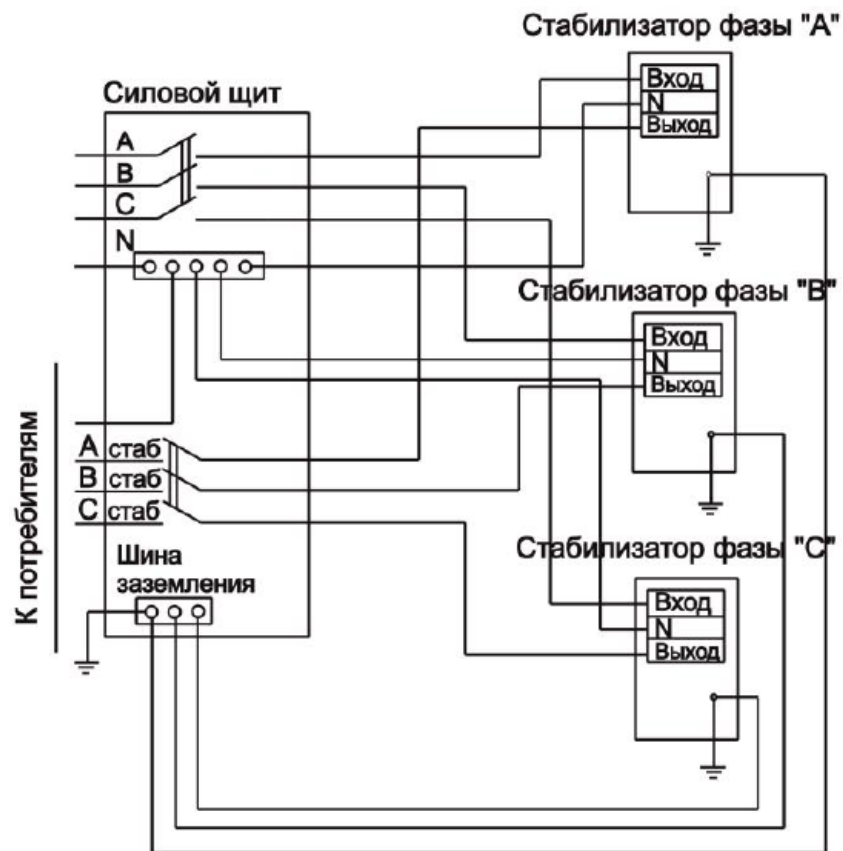 Стабилизатор фазы "А"
Вход
N
Выход
Силовой щит
А
В
С
N
Стабилизатор фазы "В"
Вход
N
Выход
К потребителям
А стаб
В стаб
С стаб
Шина
заземления
Стабилизатор фазы "С"
Вход
N
Выход